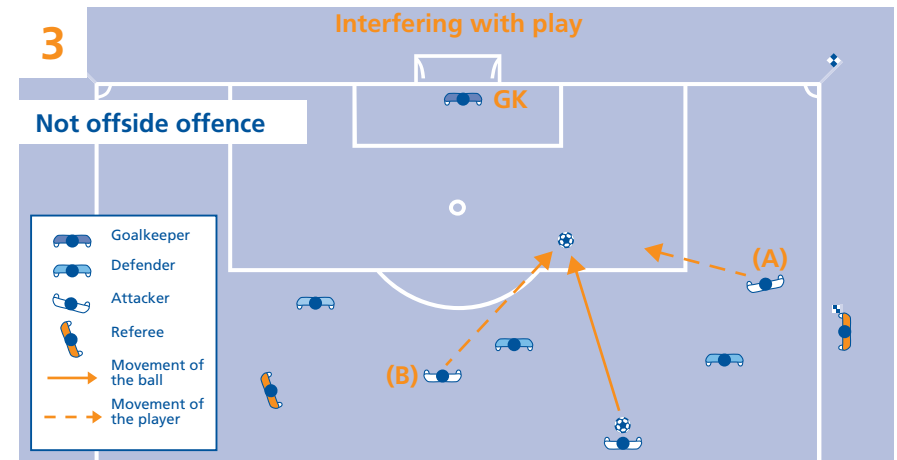 3
Interfering with play
GK
Not offside offence
(A)
(B)
Goalkeeper
Defender
Attacker
Referee
Movement of
the ball
Movement of
the player